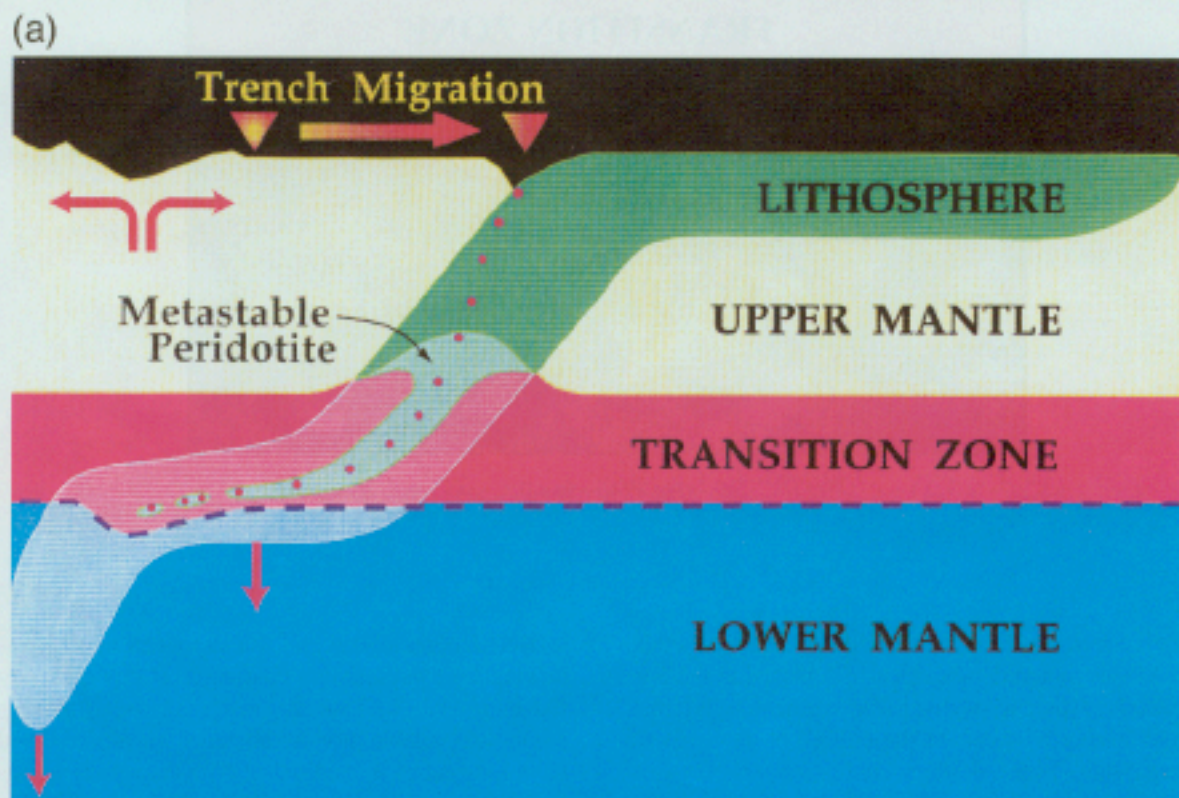 (a)
Trench Migration
LITHOSPHERE
Metastable
Peridotite
UPPER MANTLE
TRANSITION ZONE
LOWER MANTLE